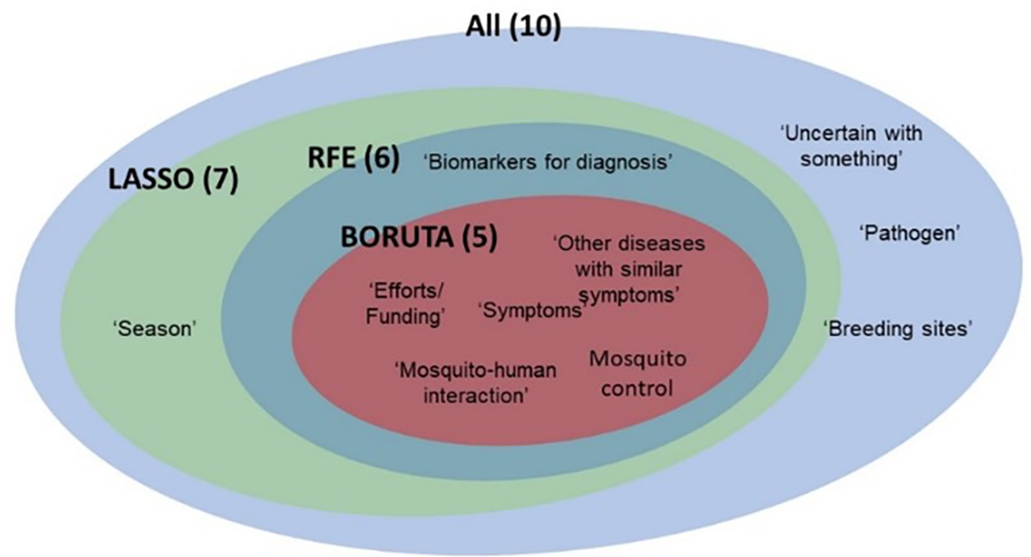 All (10)
‘Uncertain with
something’
RFE (6)
‘Biomarkers for diagnosis’
LASSO (7)
‘Pathogen’
BORUTA (5)
‘Other diseases
with similar
symptoms’
‘Efforts/
Funding’
‘Symptoms’
‘Season’
‘Breeding sites’
‘Mosquito-human
interaction’
Mosquito
control